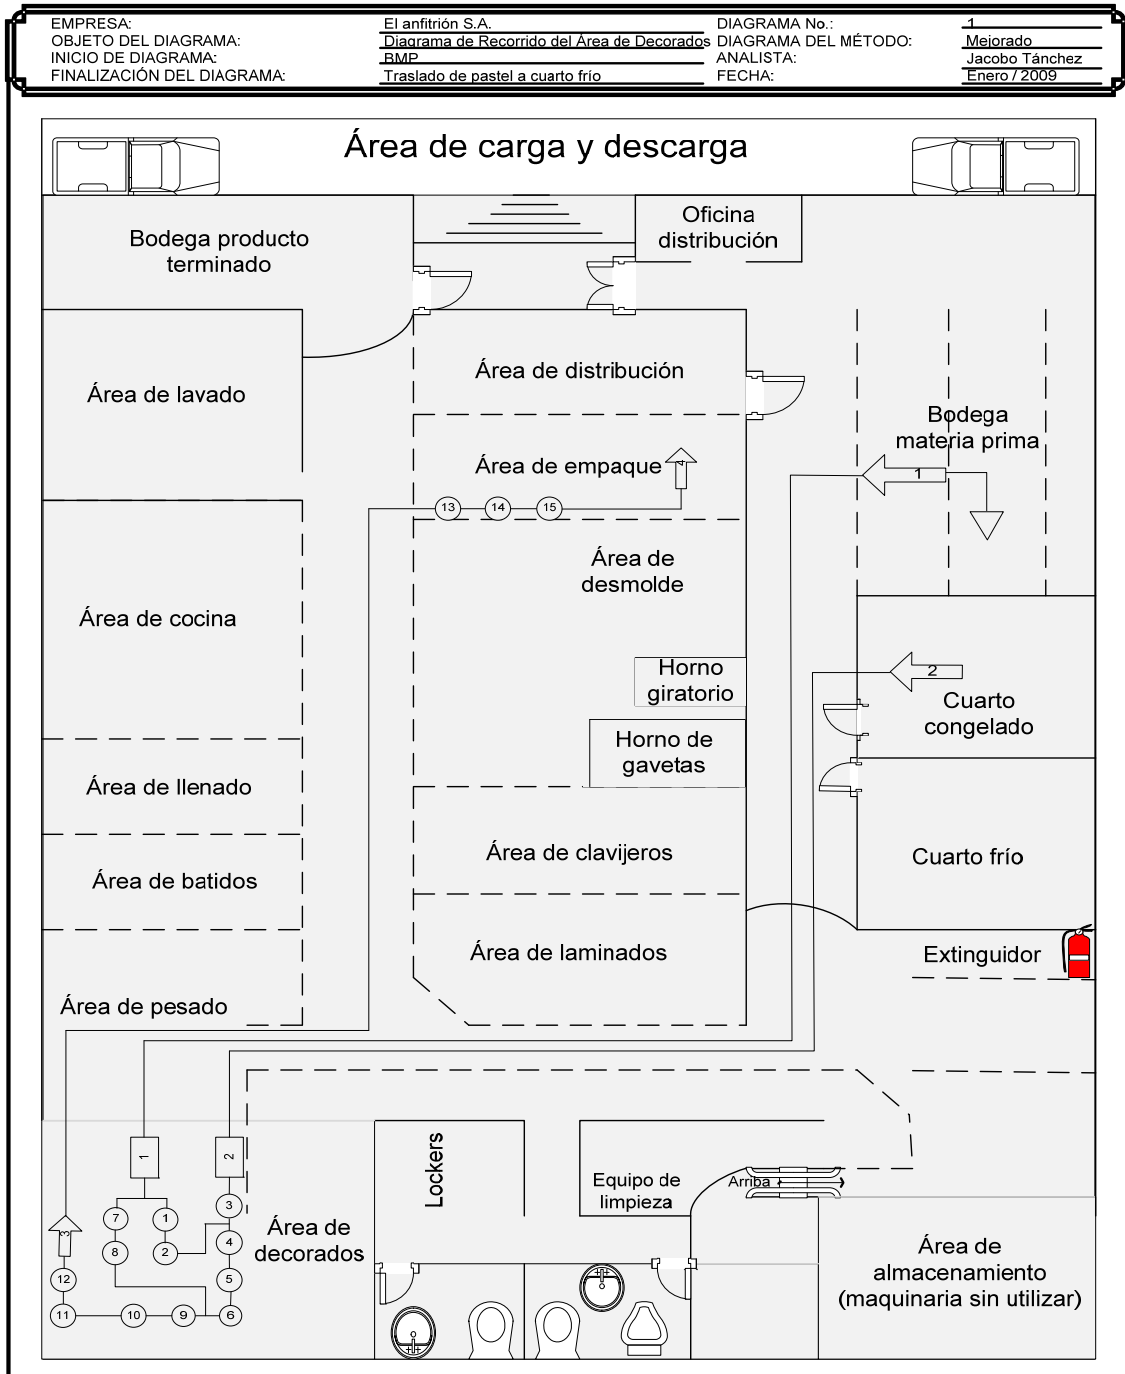 EMPRESA: El anfitrión S.A. DIAGRAMA No.: 1
OBJETO DEL DIAGRAMA: Diagrama de Recorrido del Área de Decorados DIAGRAMA DEL MÉTODO: Mejorado
INICIO DE DIAGRAMA: BMP ANALISTA: Jacobo Tánchez
FINALIZACIÓN DEL DIAGRAMA: Traslado de pastel a cuarto frío FECHA: Enero / 2009
Área de carga y descarga
Oficina
distribución
Bodega producto
terminado
Área de distribución
Área de lavado
Bodega
materia prima
Área de empaque
4
1
13 14 15
Área de
desmolde
Área de cocina
Horno
giratorio
2
Cuarto
congelado
Horno de
gavetas
Área de llenado
Área de clavijeros
Cuarto frío
Área de batidos
Área de laminados
Extinguidor
Área de pesado
1
2
Lockers
Equipo de
limpieza
Arriba
3
7 1
3
8 2
4
12
5
11 10 9 6
Área de
decorados
Área de
almacenamiento
(maquinaria sin utilizar)